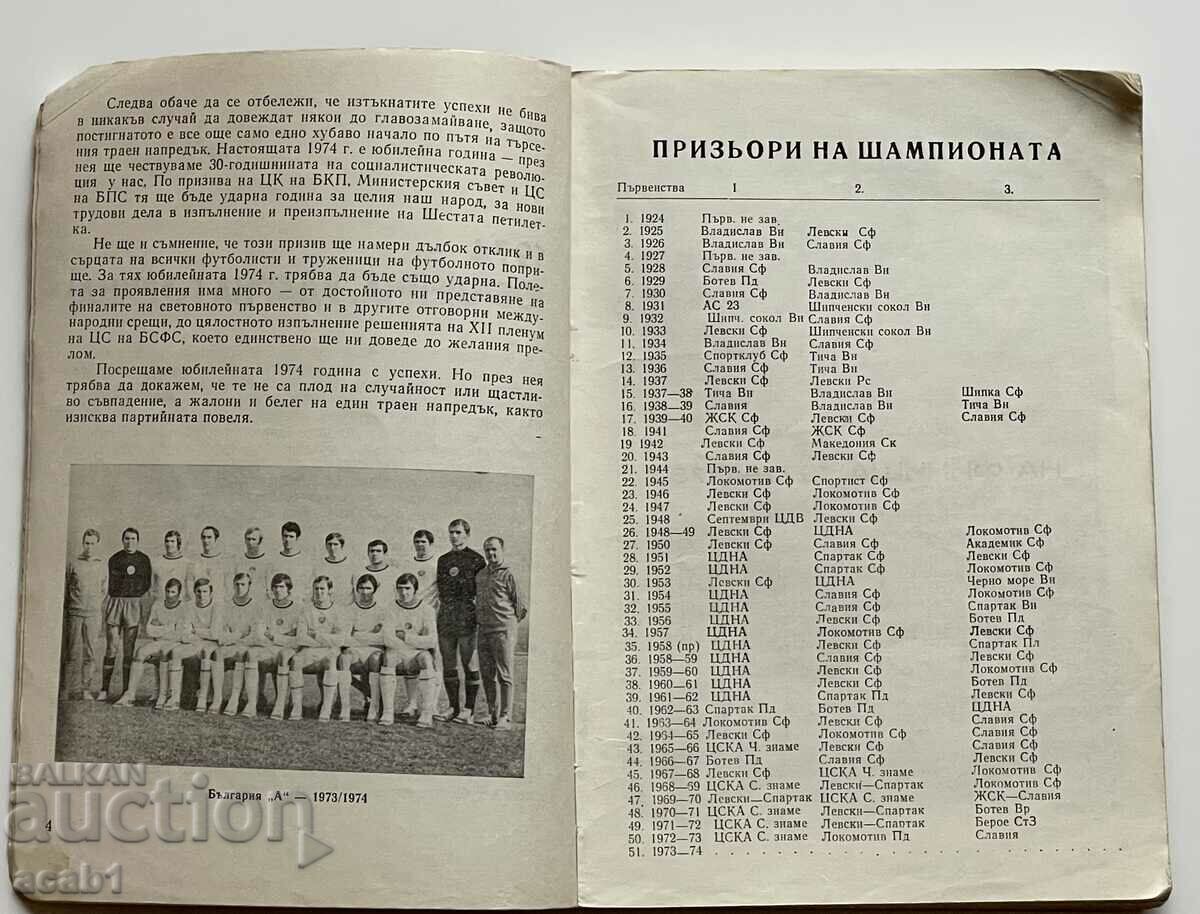 Следва обаче да се отбележи, че изтъкнатите успехи не бива
в никакъв случай да довеждат някои до главозамайване, защото
постигнатото е все още само едно хубаво начало по пътя на търсе-
ния траен напредък. Настоящата 1974 г. е юбилейна година — през
нея ще чествуваме 30-годишнината на социалистическата револю-
ция у нас, По призива на ЦК на БКП, Министерския съвет и ЦС
на БПС тя ще бъде ударна година за целия наш народ, за нови
трудови дела в изпълнение и преизпълнение на Шестата петилет-
ка.
Не ще и съмнение, че този призив ще намери дълбок отклик и в
сърцата на всички футболисти и труженици на футболното попри-
ще. За тях юбилейната 1974 г. трябва да бъде също ударна. Поле-
та за проявления има много — от достойното ни представяне на
финалите на световното първенство и в другите отговорни между-
народни срещи, до цялостното изпълнение решенията на XII пленум
на ЦС на БСФС, което единствено ще ни доведе до желания пре-
лом.
Посрещаме юбилейната 1974 година с успехи. Но през нея
трябва да докажем, че те не са плод на случайност или щастли-
во съвпадение, а жалони и белег на един траен напредък, както
изисква партийната повеля.
България „А“ — 1973/1974
4
BALKAN
auction
acab1
ПРИЗЬОРИ НА ШАМПИОНАТА
Първенства 1 2. 3.
1. 1924 Първ. не зав.
2. 1925 Владислав Вн Левски Сф
3. 1926 Владислав Вн Славия Сф
4. 1927 Първ. не зав.
5. 1928 Славия Сф Владислав Вн
6. 1929 Ботев Пд Левски Сф
7. 1930 Славия Сф Владислав Вн
8. 1931 АС 23 Шипченски сокол Вн
9. 1932 Шипч. сокол Вн Славия Сф
10. 1933 Левски Сф Шипченски сокол Вн
11. 1934 Владислав Вн Славия Сф
12. 1935 Спортклуб Сф Тича Вн
13. 1936 Славия Сф Тича Вн
14. 1937 Левски Сф Левски Рс
15. 1937—38 Тича Вн Владислав Вн Шипка Сф
16. 1938—39 Славия Владислав Вн Тича Вн
17. 1939—40 ЖСК Сф Левски Сф Славия Сф
18. 1941 Славия Сф ЖСК Сф
19 1942 Левски Сф Македония Ск
20. 1943 Славия Сф Левски Сф
21. 1944 Първ. не зав.
22. 1945 Локомотив Сф Спортист Сф
23. 1946 Левски Сф Локомотив Сф
24. 1947 Левски Сф Локомотив Сф
25. 1948 Септември ЦДВ Левски Сф
26. 1948—49 Левски Сф ЦДНА Локомотив Сф
27. 1950 Левски Сф Славия Сф Академик Сф
28. 1951 ЦДНА Спартак Сф Левски Сф
29. 1952 ЦДНА Спартак Сф Локомотив Сф
30. 1953 Левски Сф ЦДНА Черно море Вн
31. 1954 ЦДНА Славия Сф Локомотив Сф
32. 1955 ЦДНА Славия Сф Спартак Вн
33. 1956 ЦДНА Левски Сф Ботев Пд
34. 1957 ЦДНА Локомотив Сф Левски Сф
35. 1958 (пр) ЦДНА Левски Сф Спартак Пл
36. 1958—59 ЦДНА Славия Сф Левски Сф
37. 1959—60 ЦДНА Левски Сф Локомотив Сф
38. 1960—61 ЦДНА Левски Сф Ботев Пд
39. 1961—62 ЦДНА Спартак Пд Левски Сф
40. 1962—63 Спартак Пд Ботев Пд ЦДНА
41. 1963—64 Локомотив Сф Левски Сф Славия Сф
42. 1964—65 Левски Сф Локомотив Сф Славия Сф
43. 1965—66 ЦСКА Ч. знаме Левски Сф Славия Сф
44. 1966—67 Ботев Пд Славия Сф Левски Сф
45. 1967—68 Левски Сф ЦСКА Ч. знаме Локомотив Сф
46. 1968—69 ЦСКА С. знаме Левски—Спартак Локомотив Сф
47. 1969—70 Левски—Спартак ЦСКА С. знаме ЖСК—Славия
48. 1970—71 ЦСКА С. знаме Левски—Спартак Ботев Вр
49. 1971—72 ЦСКА С. знаме Левски—Спартак Берое СтЗ
50. 1972—73 ЦСКА С. знаме Локомотив Пд Славия
51. 1973—74 . . . . . . . . . . . . . . . .